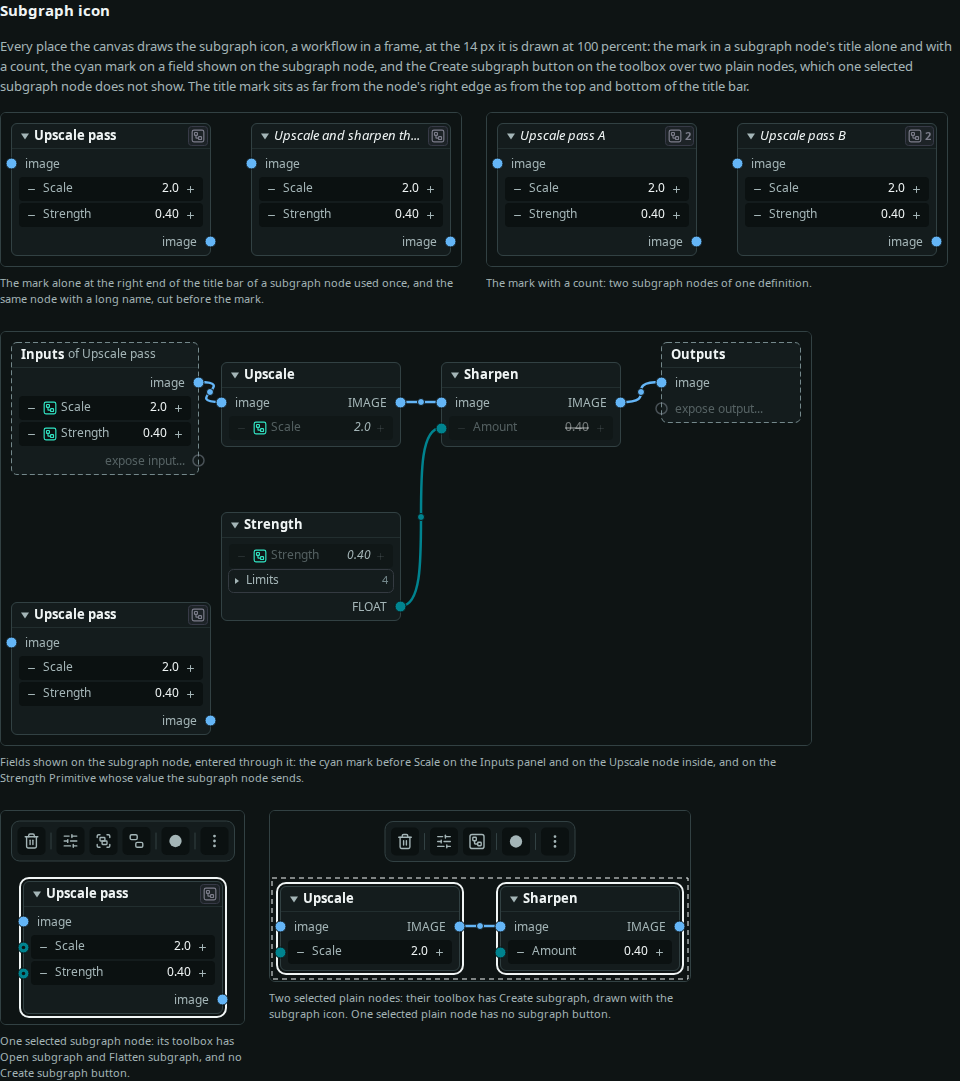 Subgraph icon
Every place the canvas draws the subgraph icon, a workflow in a frame, at the 14 px it is drawn at 100 percent: the mark in a subgraph node's title alone and with
a count, the cyan mark on a field shown on the subgraph node, and the Create subgraph button on the toolbox over two plain nodes, which one selected
subgraph node does not show. The title mark sits as far from the node's right edge as from the top and bottom of the title bar.
Upscale pass
image
− Scale 2.0 +
− Strength 0.40 +
image
Upscale and sharpen th...
image
− Scale 2.0 +
− Strength 0.40 +
image
The mark alone at the right end of the title bar of a subgraph node used once, and the
same node with a long name, cut before the mark.
Upscale pass A 2
image
− Scale 2.0 +
− Strength 0.40 +
image
Upscale pass B 2
image
− Scale 2.0 +
− Strength 0.40 +
image
The mark with a count: two subgraph nodes of one definition.
Inputs of Upscale pass
image
− Scale 2.0 +
− Strength 0.40 +
expose input...
Upscale
image IMAGE
− Scale 2.0 +
Sharpen
image IMAGE
− Amount 0.40 +
Outputs
image
expose output...
Strength
− Strength 0.40 +
Limits 4
FLOAT
Upscale pass
image
− Scale 2.0 +
− Strength 0.40 +
image
Fields shown on the subgraph node, entered through it: the cyan mark before Scale on the Inputs panel and on the Upscale node inside, and on the
Strength Primitive whose value the subgraph node sends.
Upscale pass
image
− Scale 2.0 +
− Strength 0.40 +
image
One selected subgraph node: its toolbox has
Open subgraph and Flatten subgraph, and no
Create subgraph button.
Upscale
image IMAGE
− Scale 2.0 +
Sharpen
image IMAGE
− Amount 0.40 +
Two selected plain nodes: their toolbox has Create subgraph, drawn with the
subgraph icon. One selected plain node has no subgraph button.